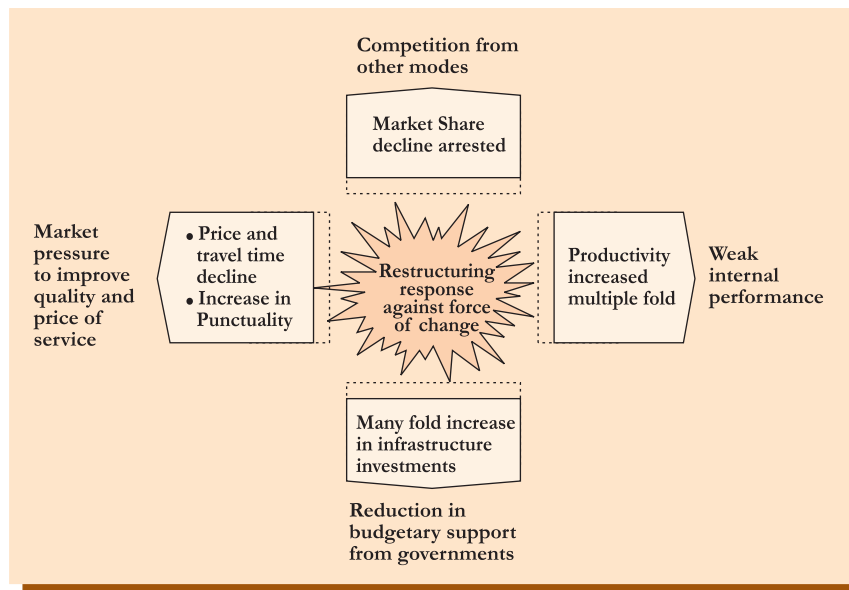 Competition from
other modes
Market Share
decline arrested
Market
pressure
to improve
quality and
price of
service
• Price and
travel time
decline
• Increase in
Punctuality
Restructuring
response
against force
of change
Productivity
increased
multiple fold
Weak
internal
performance
Many fold increase
in infrastructure
investments
Reduction in
budgetary support
from governments